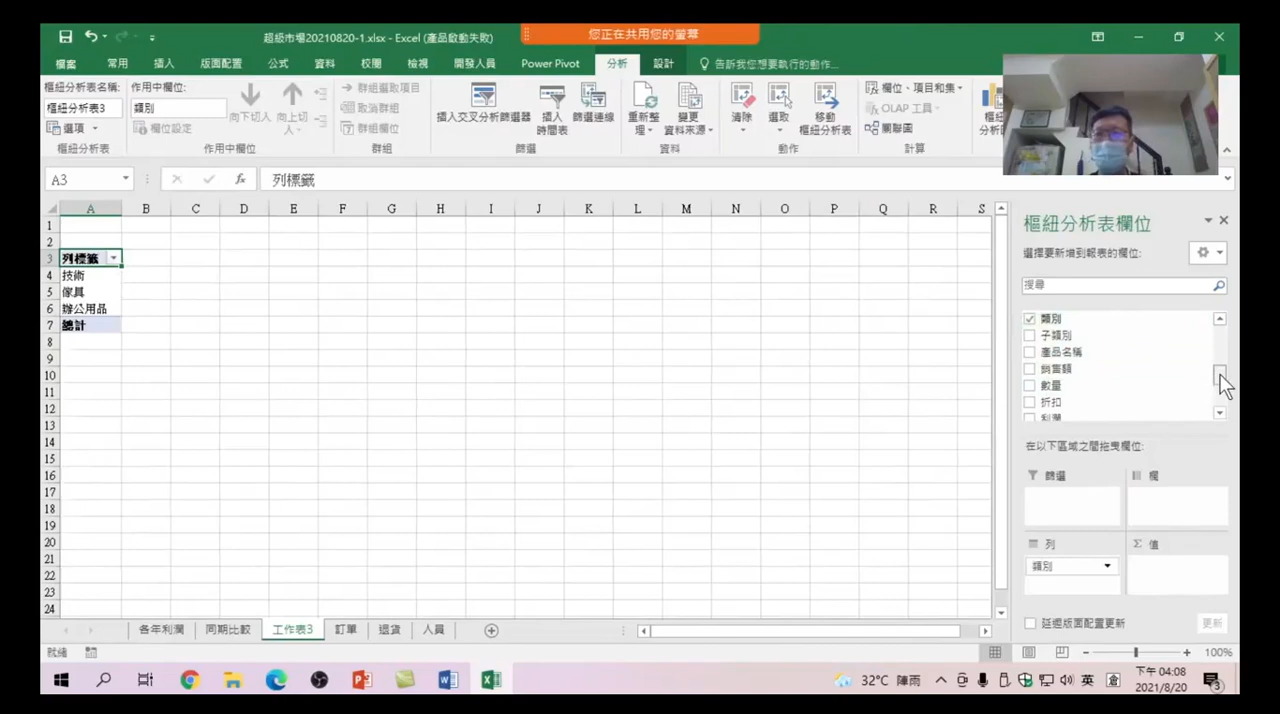 超級市場20210820-1.xlsx - Excel (產品啟動失敗)
您正在共用您的螢幕
檔案 常用 插入 版面配置 公式 資料 校閱 檢視 開發人員 Power Pivot 分析 設計 告訴我您想要執行的動作...
樞紐分析表名稱: 作用中欄位:
樞紐分析表3 類別
選項 欄位設定
向下切入 向上切入
群組選取項目
取消群組
群組欄位
插入交叉分析篩選器 插入時間表 篩選連線
重新整理 變更資料來源
清除 選取 移動樞紐分析表
欄位、項目和集
OLAP 工具
關聯圖
樞紐分析表 作用中欄位 群組 篩選 資料 動作 計算
A3 fx 列標籤
A B C D E F G H I J K L M N O P Q R S
1
2
3 列標籤
4 技術
5 傢具
6 辦公用品
7 總計
8
9
10
11
12
13
14
15
16
17
18
19
20
21
22
23
24
樞紐分析表欄位
選擇要新增到報表的欄位:
搜尋
類別
子類別
產品名稱
銷售額
數量
折扣
利潤
在以下區域之間拖曳欄位:
篩選 欄
列 Σ 值
類別
延遲版面配置更新 更新
各年利潤 同期比較 工作表3 訂單 退貨 人員
就緒 100%
32°C 陣雨 英 倉 下午 04:08
2021/8/20 3